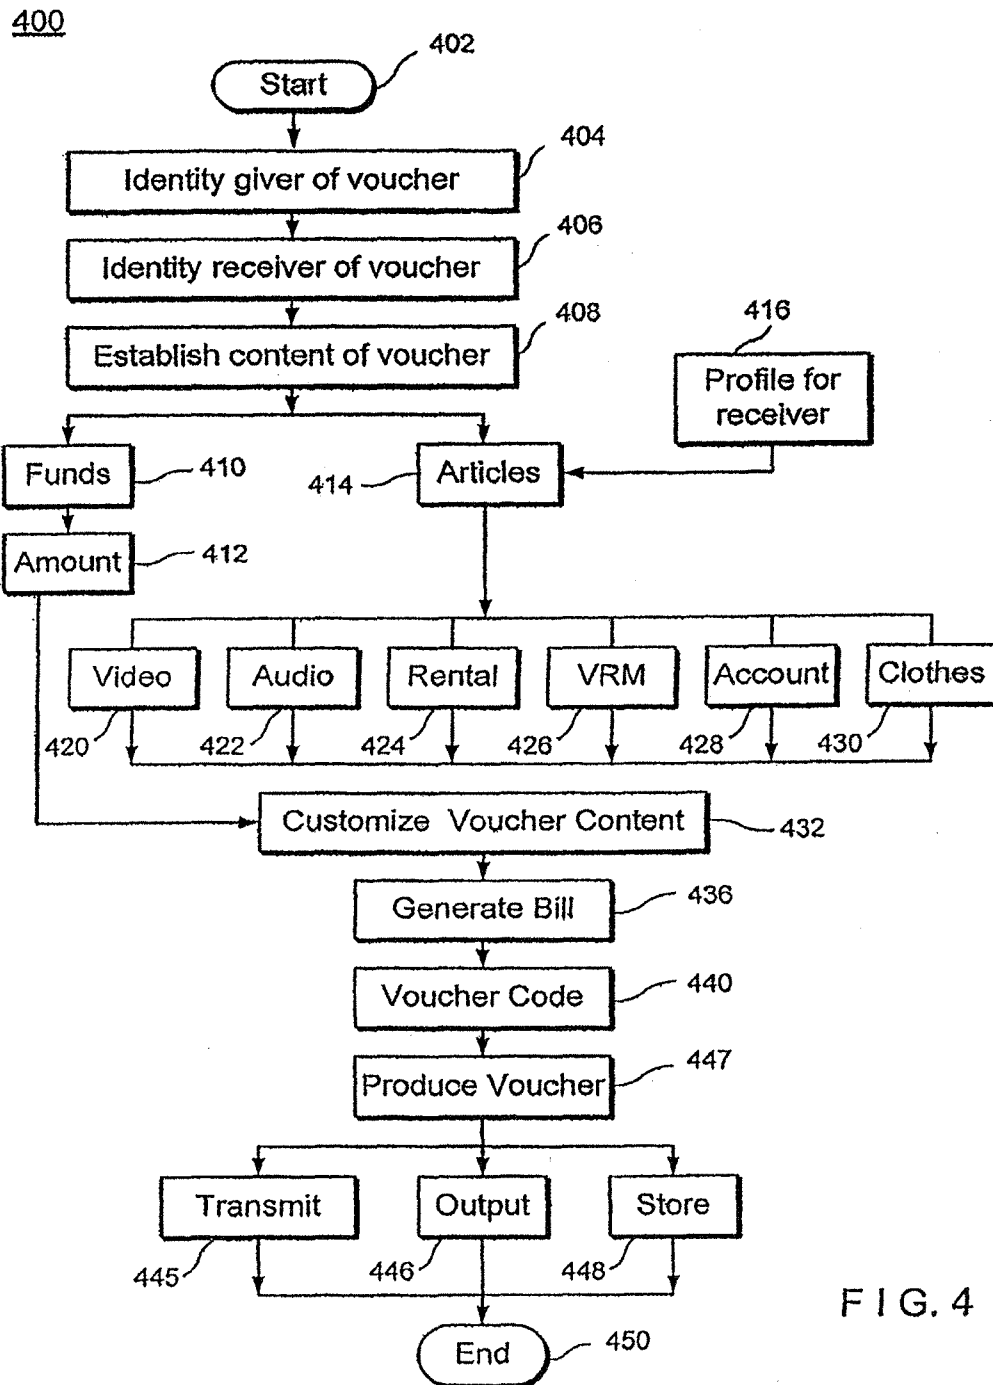 400
402
Start
404
Identity giver of voucher
406
Identity receiver of voucher
408
Establish content of voucher
416
Profile for
receiver
Funds
410
414
Articles
Amount
412
Video
Audio
Rental
VRM
Account
Clothes
420
422
424
426
428
430
Customize Voucher Content
432
Generate Bill
436
Voucher Code
440
Produce Voucher
447
Transmit
Output
Store
445
446
448
FIG. 4
End
450